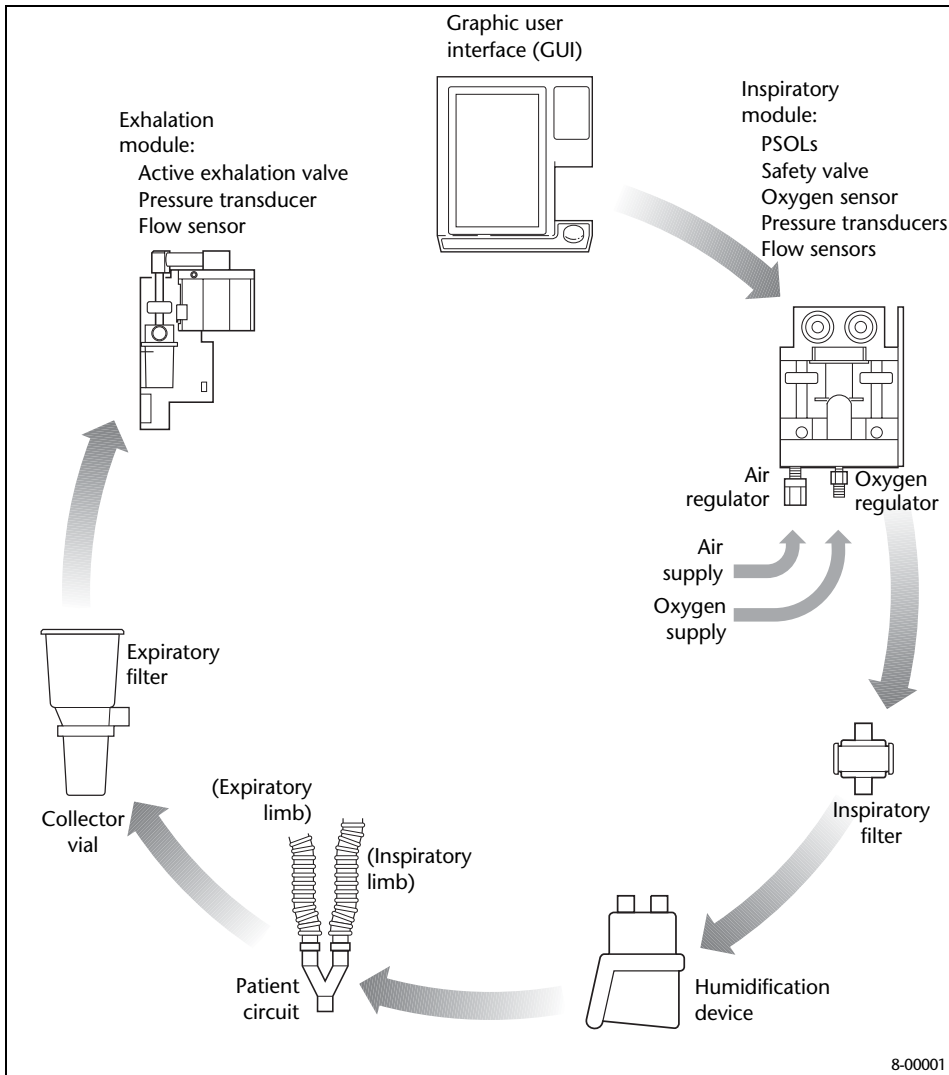 Graphic user
interface (GUI)
Inspiratory
module:
PSOLs
Safety valve
Oxygen sensor
Pressure transducers
Flow sensors
Exhalation
module:
Active exhalation valve
Pressure transducer
Flow sensor
Air
regulator
Oxygen
regulator
Air
supply
Oxygen
supply
Expiratory
filter
Collector
vial
(Expiratory
limb)
(Inspiratory
limb)
Patient
circuit
Inspiratory
filter
Humidification
device
8-00001